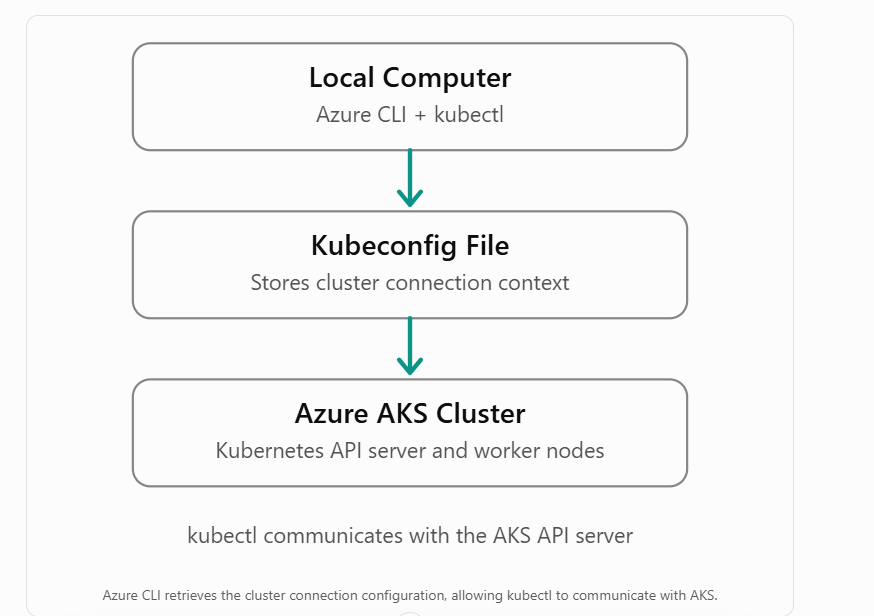 Local Computer
Azure CLI + kubectl
Kubeconfig File
Stores cluster connection context
Azure AKS Cluster
Kubernetes API server and worker nodes
kubectl communicates with the AKS API server
Azure CLI retrieves the cluster connection configuration, allowing kubectl to communicate with AKS.